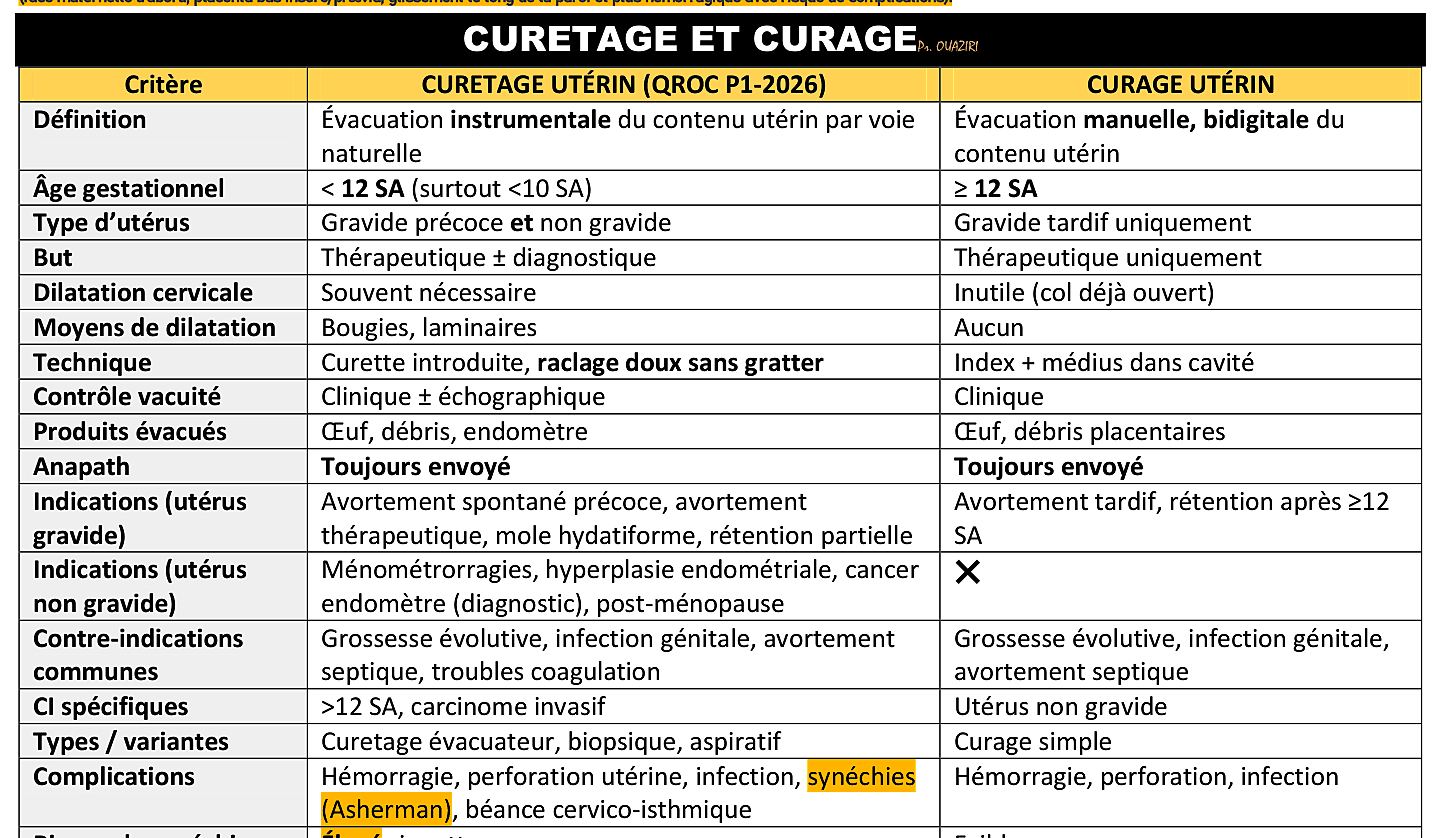 CURETAGE ET CURAGE Pr. OUAZIRI
Critère CURETAGE UTÉRIN (QROC P1-2026) CURAGE UTÉRIN
Définition Évacuation instrumentale du contenu utérin par voie Évacuation manuelle, bidigitale du
naturelle contenu utérin
Âge gestationnel < 12 SA (surtout <10 SA) ≥ 12 SA
Type d’utérus Gravide précoce et non gravide Gravide tardif uniquement
But Thérapeutique ± diagnostique Thérapeutique uniquement
Dilatation cervicale Souvent nécessaire Inutile (col déjà ouvert)
Moyens de dilatation Bougies, laminaires Aucun
Technique Curette introduite, raclage doux sans gratter Index + médius dans cavité
Contrôle vacuité Clinique ± échographique Clinique
Produits évacués Œuf, débris, endomètre Œuf, débris placentaires
Anapath Toujours envoyé Toujours envoyé
Indications (utérus Avortement spontané précoce, avortement Avortement tardif, rétention après ≥12
gravide) thérapeutique, mole hydatiforme, rétention partielle SA
Indications (utérus Ménométrorragies, hyperplasie endométriale, cancer ❌
non gravide) endomètre (diagnostic), post-ménopause
Contre-indications Grossesse évolutive, infection génitale, avortement Grossesse évolutive, infection génitale,
communes septique, troubles coagulation avortement septique
CI spécifiques >12 SA, carcinome invasif Utérus non gravide
Types / variantes Curetage évacuateur, biopsique, aspiratif Curage simple
Complications Hémorragie, perforation utérine, infection, synéchies Hémorragie, perforation, infection
(Asherman), béance cervico-isthmique